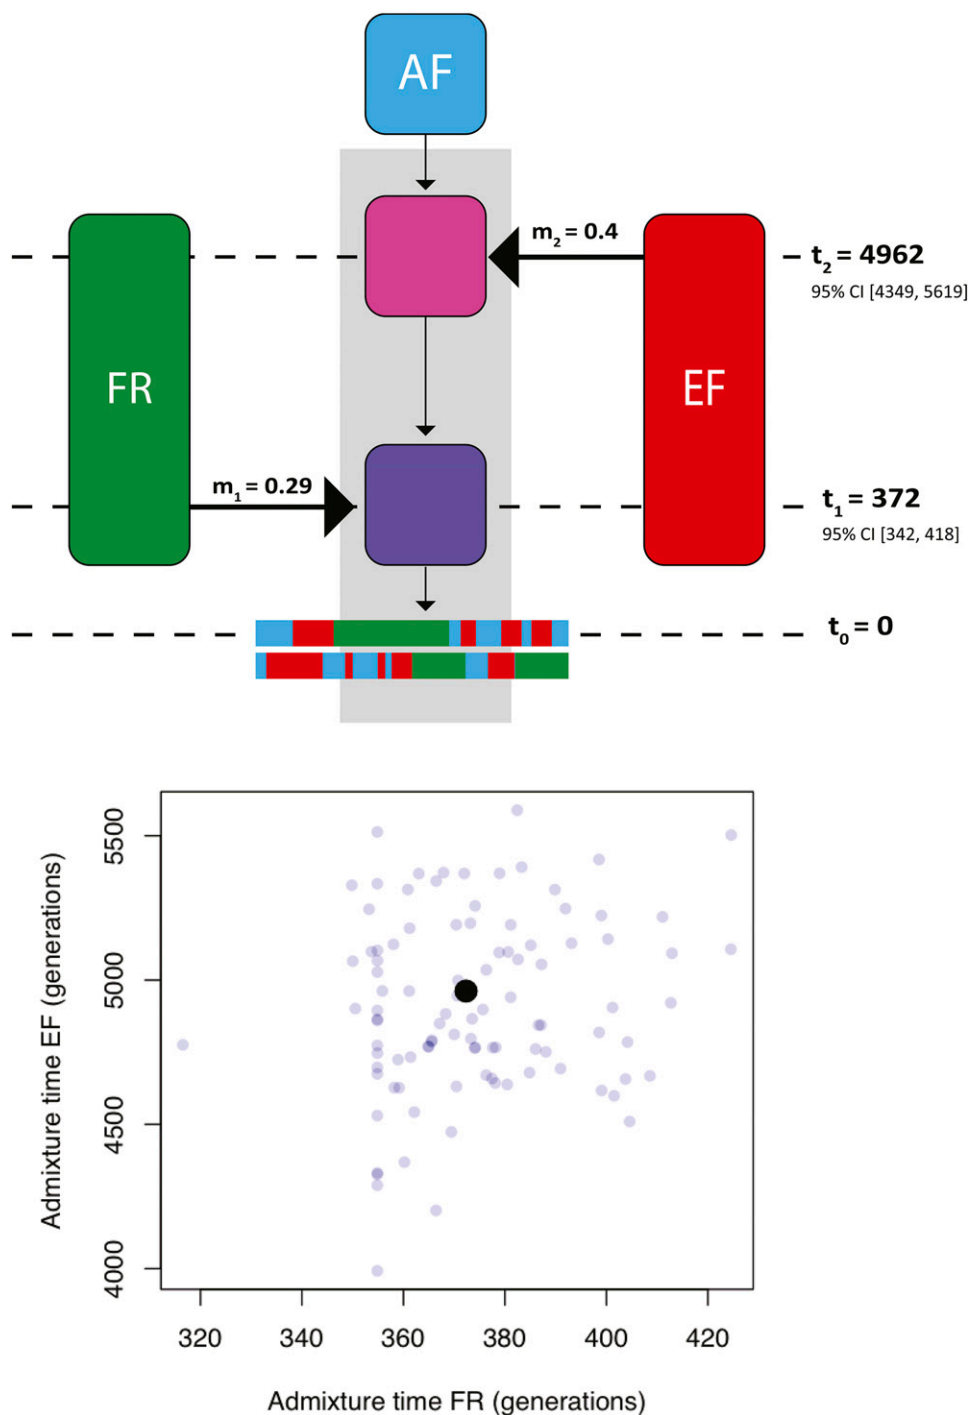 AF
m2 = 0.4
t2 = 4962
95% CI [4349, 5619]
FR
EF
m1 = 0.29
t1 = 372
95% CI [342, 418]
t0 = 0
5500
5000
4500
4000
Admixture time EF (generations)
320 340 360 380 400 420
Admixture time FR (generations)